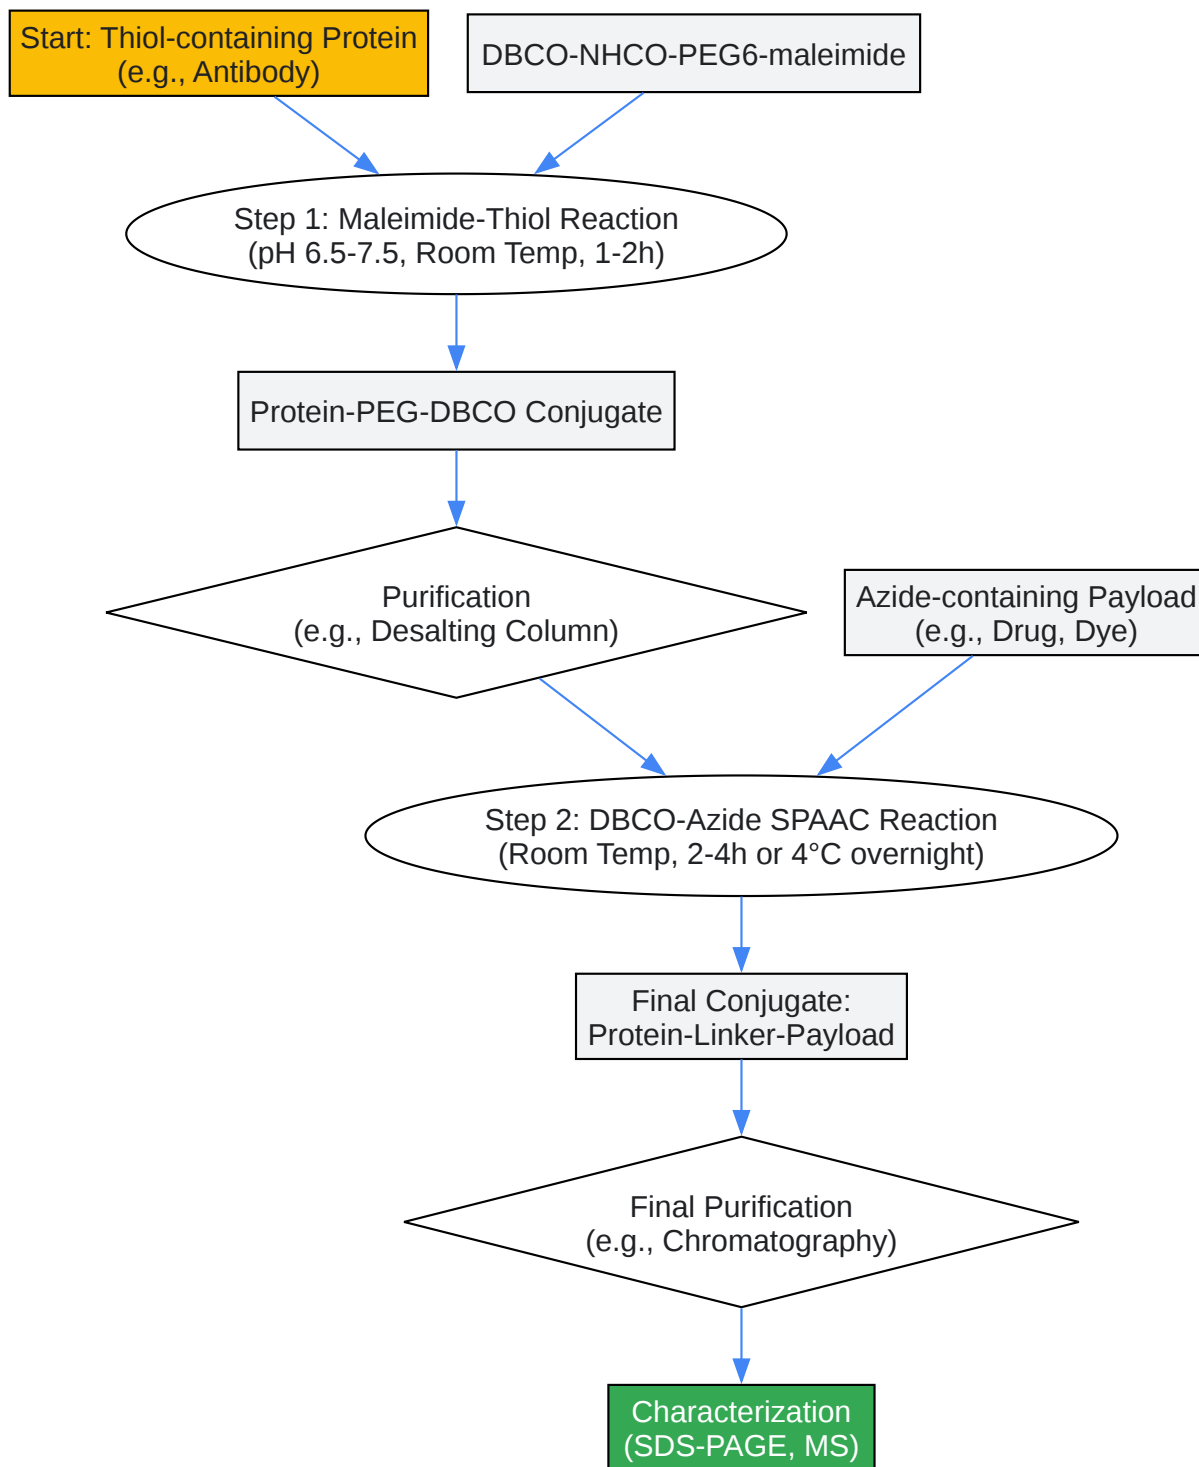 Start: Thiol-containing Protein
(e.g., Antibody)
DBCO-NHCO-PEG6-maleimide
Step 1: Maleimide-Thiol Reaction
(pH 6.5-7.5, Room Temp, 1-2h)
Protein-PEG-DBCO Conjugate
Purification
(e.g., Desalting Column)
Azide-containing Payload
(e.g., Drug, Dye)
Step 2: DBCO-Azide SPAAC Reaction
(Room Temp, 2-4h or 4°C overnight)
Final Conjugate:
Protein-Linker-Payload
Final Purification
(e.g., Chromatography)
Characterization
(SDS-PAGE, MS)